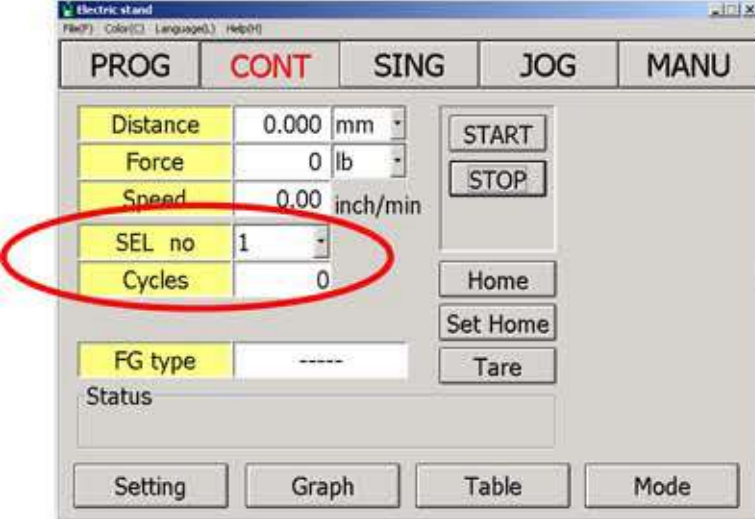 Electric stand
File(F) Color(C) Language(L) Help(H)
PROG CONT SING JOG MANU
Distance 0.000 mm
START
Force 0 lb
STOP
Speed 0.00 inch/min
SEL no 1
Cycles 0
Home
Set Home
FG type -----
Tare
Status
Setting Graph Table Mode